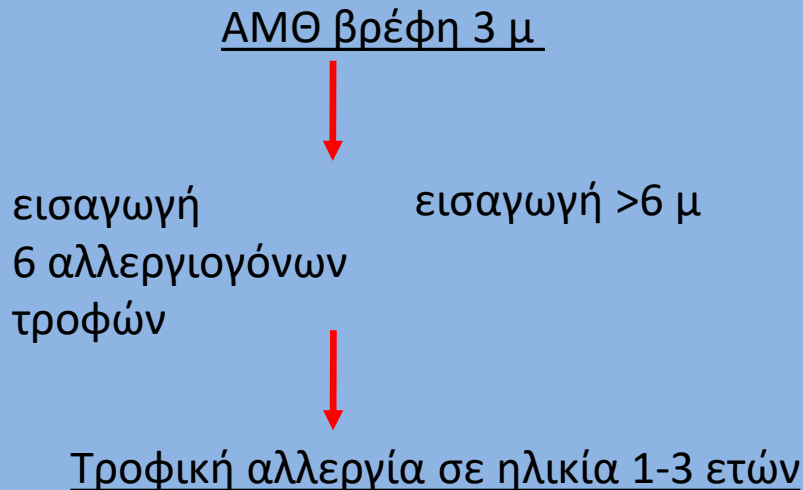 ΑΜΘ βρέφη 3 μ
εισαγωγή
6 αλλεργιογόνων
τροφών
εισαγωγή >6 μ
Τροφική αλλεργία σε ηλικία 1-3 ετών